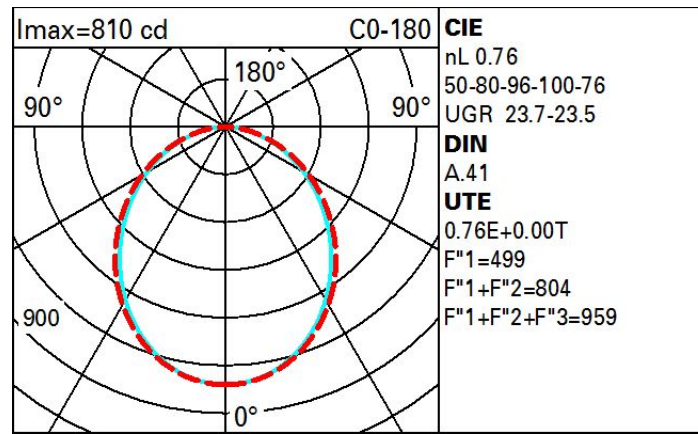 Imax=810 cd C0-180
180°
90° 90°
900
0°
CIE
nL 0.76
50-80-96-100-76
UGR 23.7-23.5
DIN
A.41
UTE
0.76E+0.00T
F"1=499
F"1+F"2=804
F"1+F"2+F"3=959